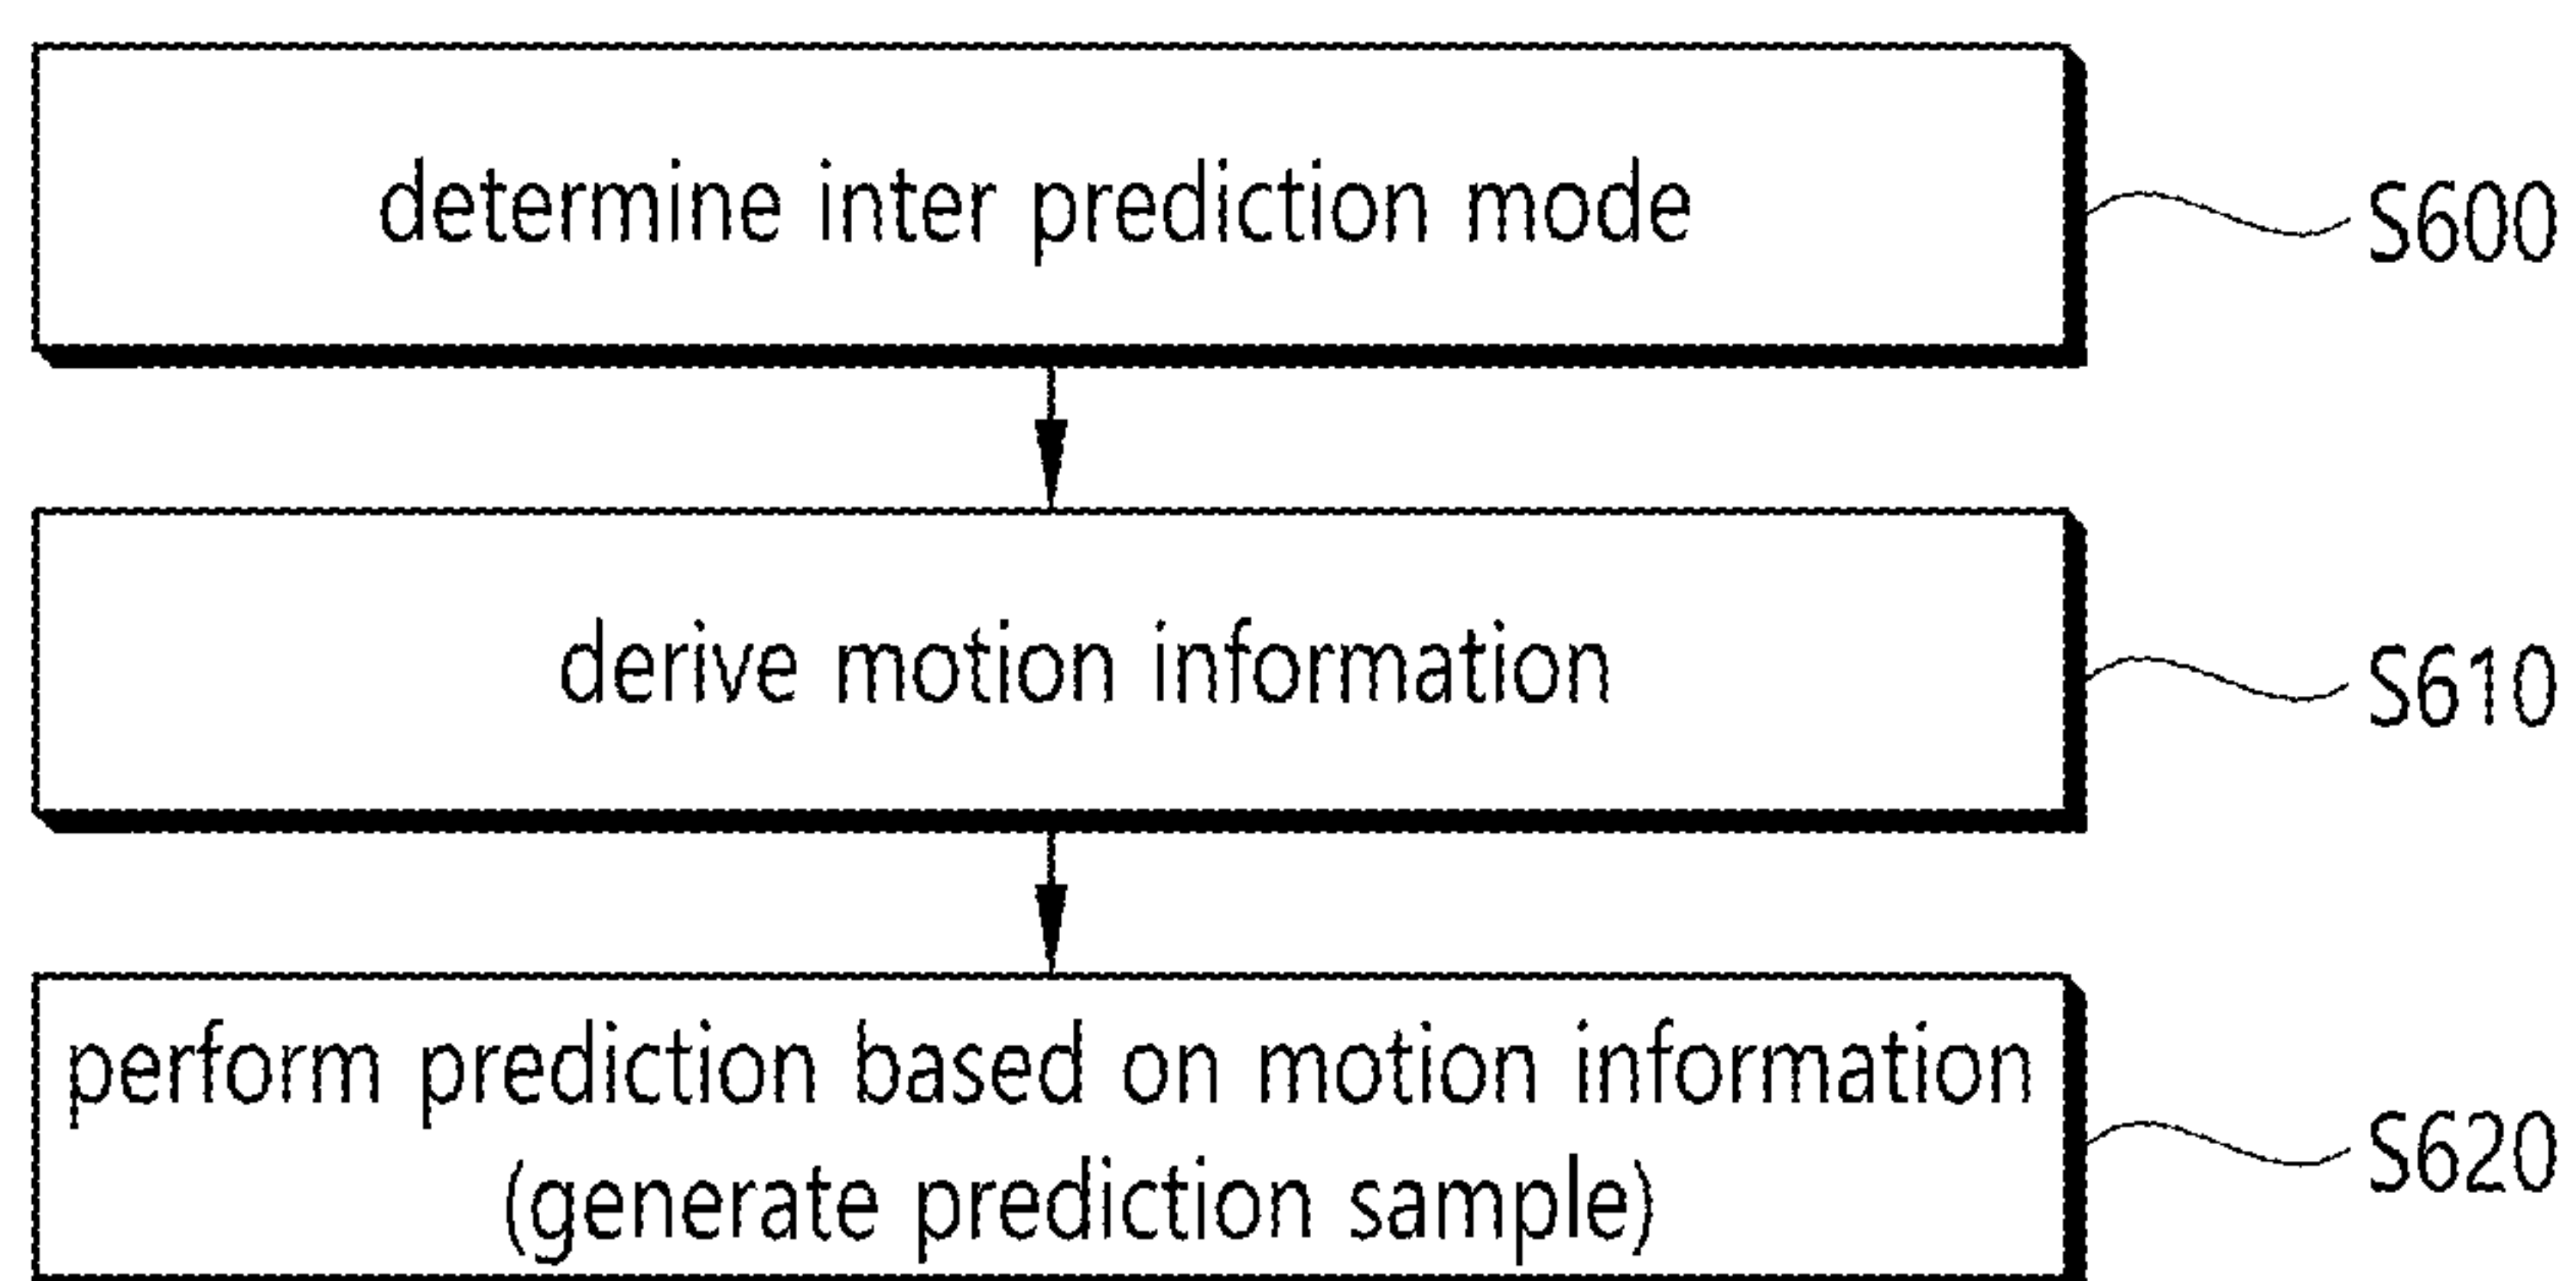 determine inter prediction mode
S600
derive motion information
S610
perform prediction based on motion information
(generate prediction sample)
S620